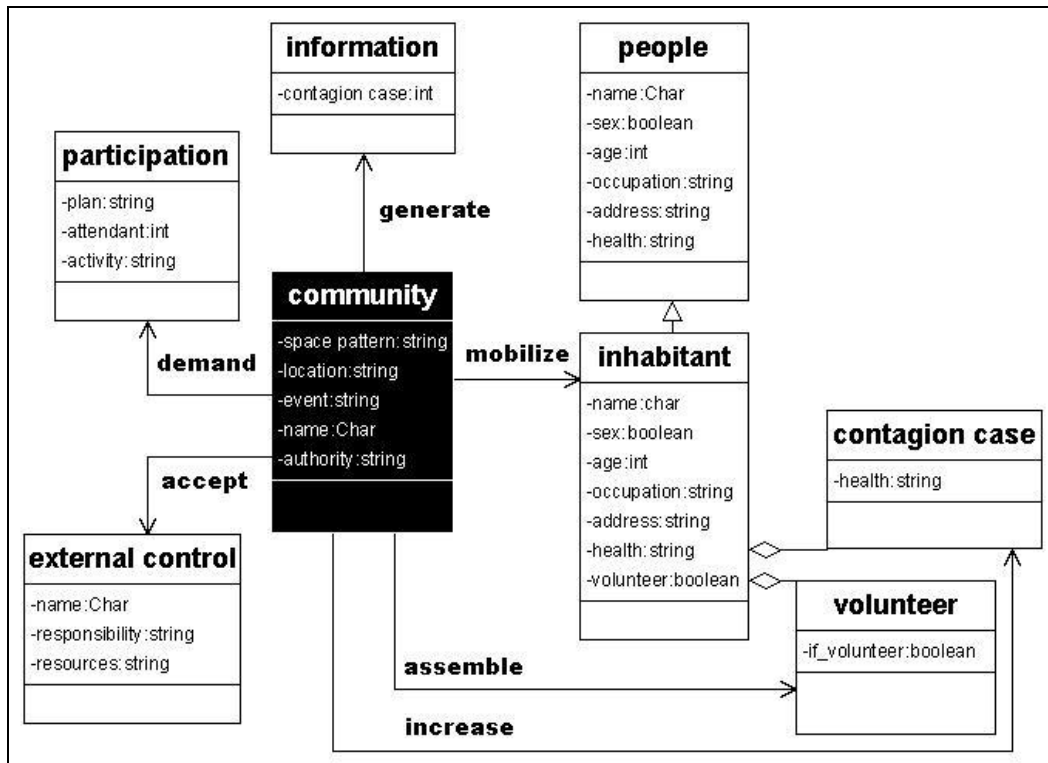 information
-contagion case:int
people
-name:Char
-sex:boolean
-age:int
-occupation:string
-address:string
-health:string
participation
-plan:string
-attendant:int
-activity:string
generate
community
-space pattern:string
-location:string
-event:string
-name:Char
-authority:string
demand
mobilize
accept
inhabitant
-name:char
-sex:boolean
-age:int
-occupation:string
-address:string
-health:string
-volunteer:boolean
contagion case
-health:string
external control
-name:Char
-responsibility:string
-resources:string
volunteer
-if_volunteer:boolean
assemble
increase